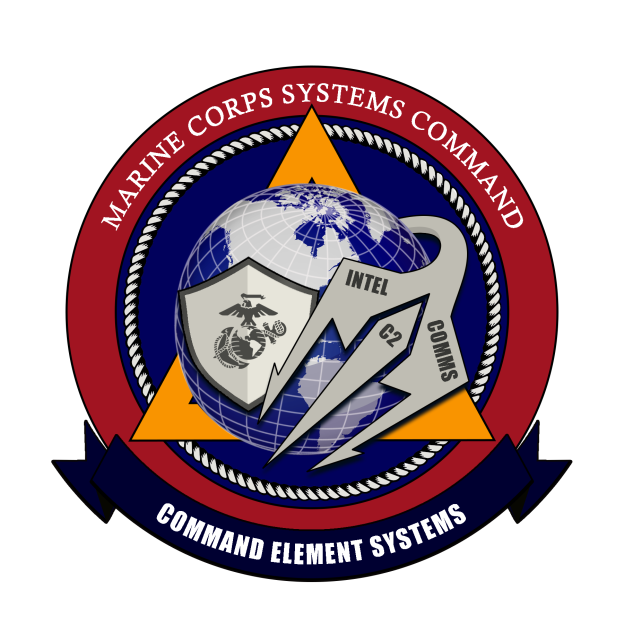 MARINE CORPS SYSTEMS COMMAND
INTEL
C2
COMMS
COMMAND ELEMENT SYSTEMS